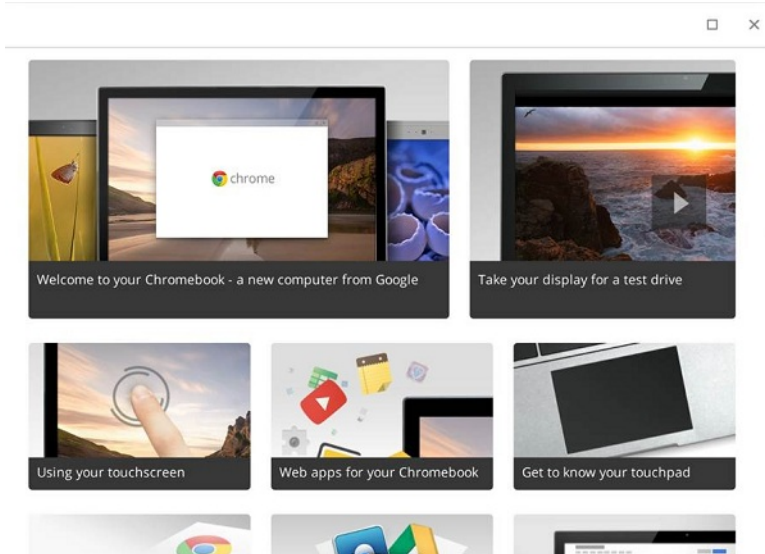 chrome
Welcome to your Chromebook - a new computer from Google
Take your display for a test drive
Using your touchscreen
Web apps for your Chromebook
Get to know your touchpad